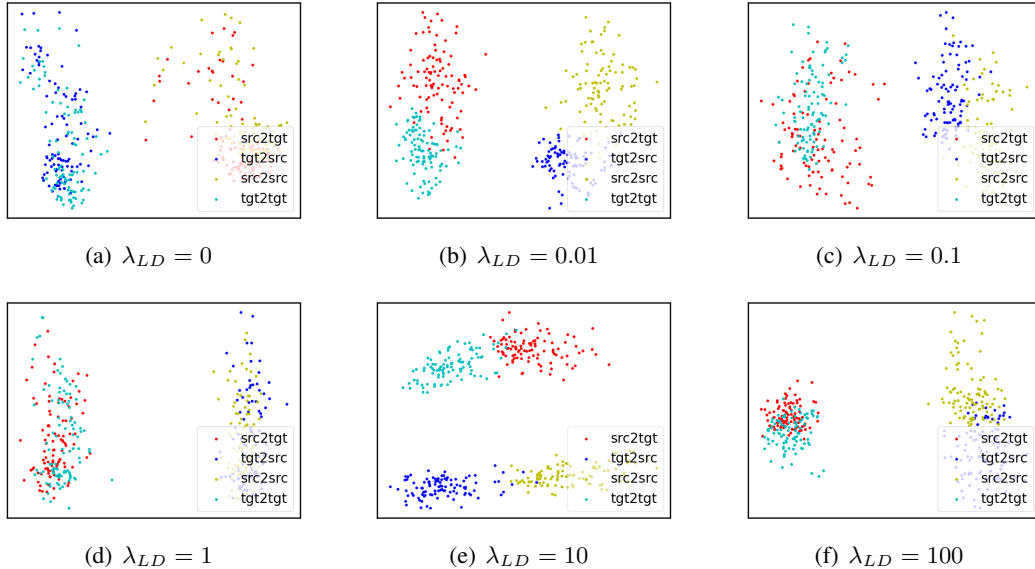 src2tgt
tgt2src
src2src
tgt2tgt
(a) λ_LD = 0
src2tgt
tgt2src
src2src
tgt2tgt
(b) λ_LD = 0.01
src2tgt
tgt2src
src2src
tgt2tgt
(c) λ_LD = 0.1
src2tgt
tgt2src
src2src
tgt2tgt
(d) λ_LD = 1
src2tgt
tgt2src
src2src
tgt2tgt
(e) λ_LD = 10
src2tgt
tgt2src
src2src
tgt2tgt
(f) λ_LD = 100